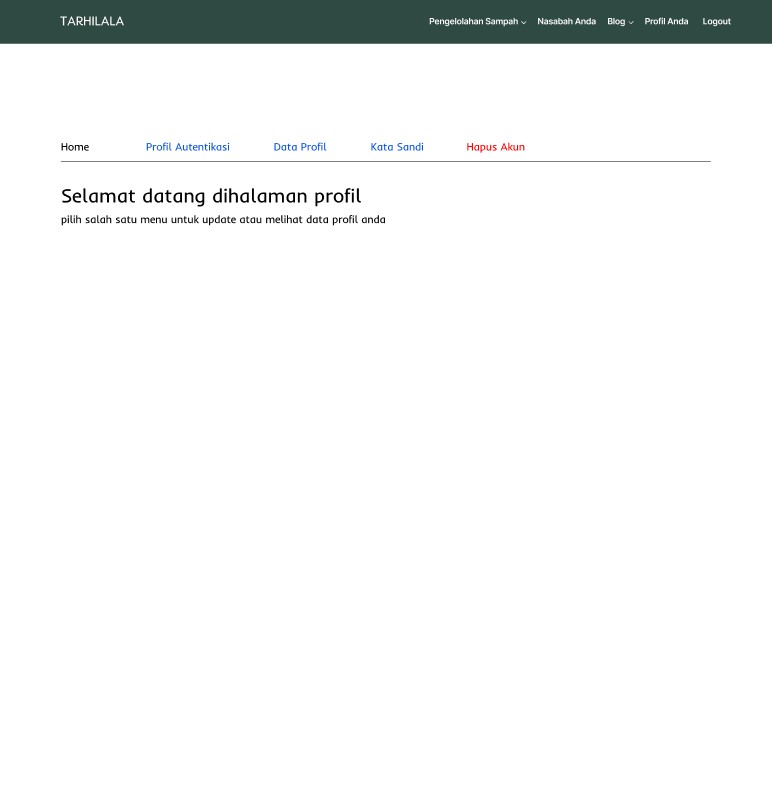 TARHILALA Pengelolahan Sampah Nasabah Anda Blog Profil Anda Logout
Home Profil Autentikasi Data Profil Kata Sandi Hapus Akun
Selamat datang dihalaman profil
pilih salah satu menu untuk update atau melihat data profil anda